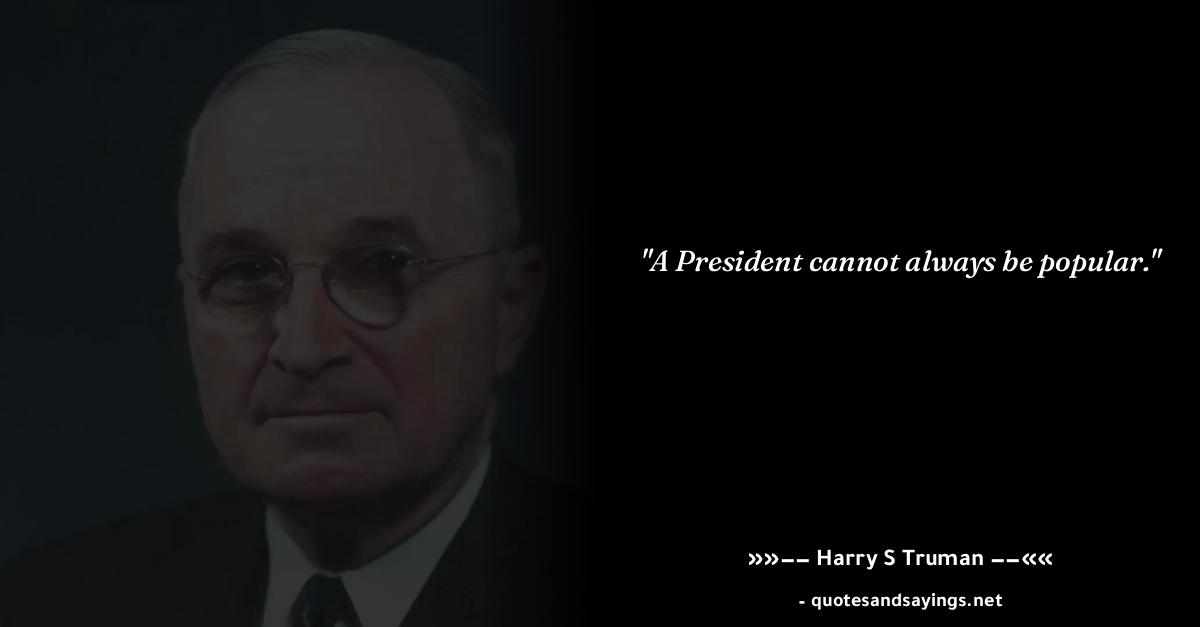 "A President cannot always be popular."
»»−− Harry S Truman −−««
- quotesandsayings.net